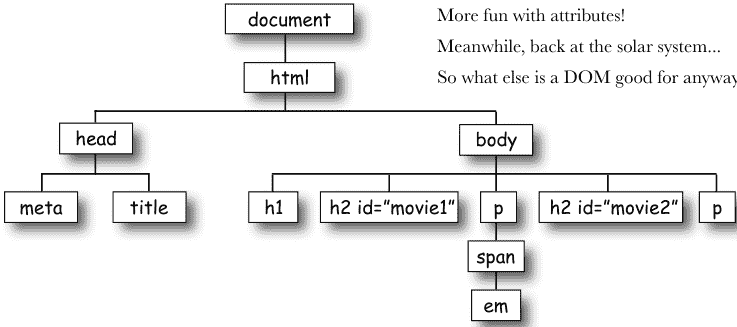 document
More fun with attributes!
Meanwhile, back at the solar system...
html
So what else is a DOM good for anyway
head
body
meta
title
h1
h2 id="movie1"
p
h2 id="movie2"
p
span
em